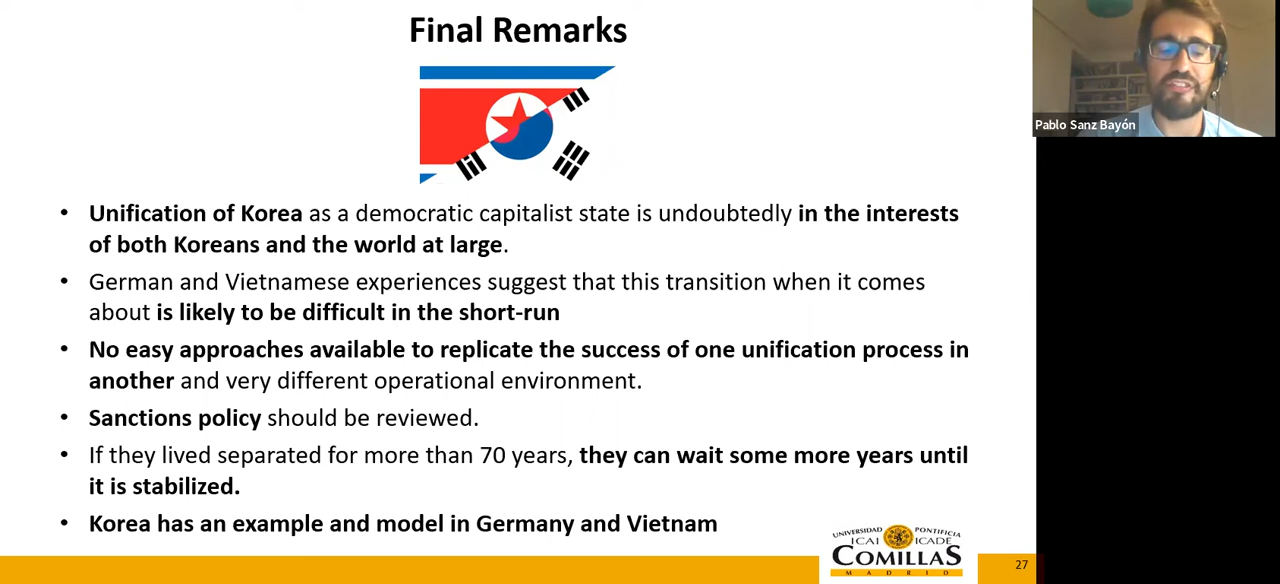 Final Remarks
Pablo Sanz Bayón
• Unification of Korea as a democratic capitalist state is undoubtedly in the interests
of both Koreans and the world at large.
• German and Vietnamese experiences suggest that this transition when it comes
about is likely to be difficult in the short-run
• No easy approaches available to replicate the success of one unification process in
another and very different operational environment.
• Sanctions policy should be reviewed.
• If they lived separated for more than 70 years, they can wait some more years until
it is stabilized.
• Korea has an example and model in Germany and Vietnam
UNIVERSIDAD PONTIFICIA
ICAI ICADE
COMILLAS
MADRID
27